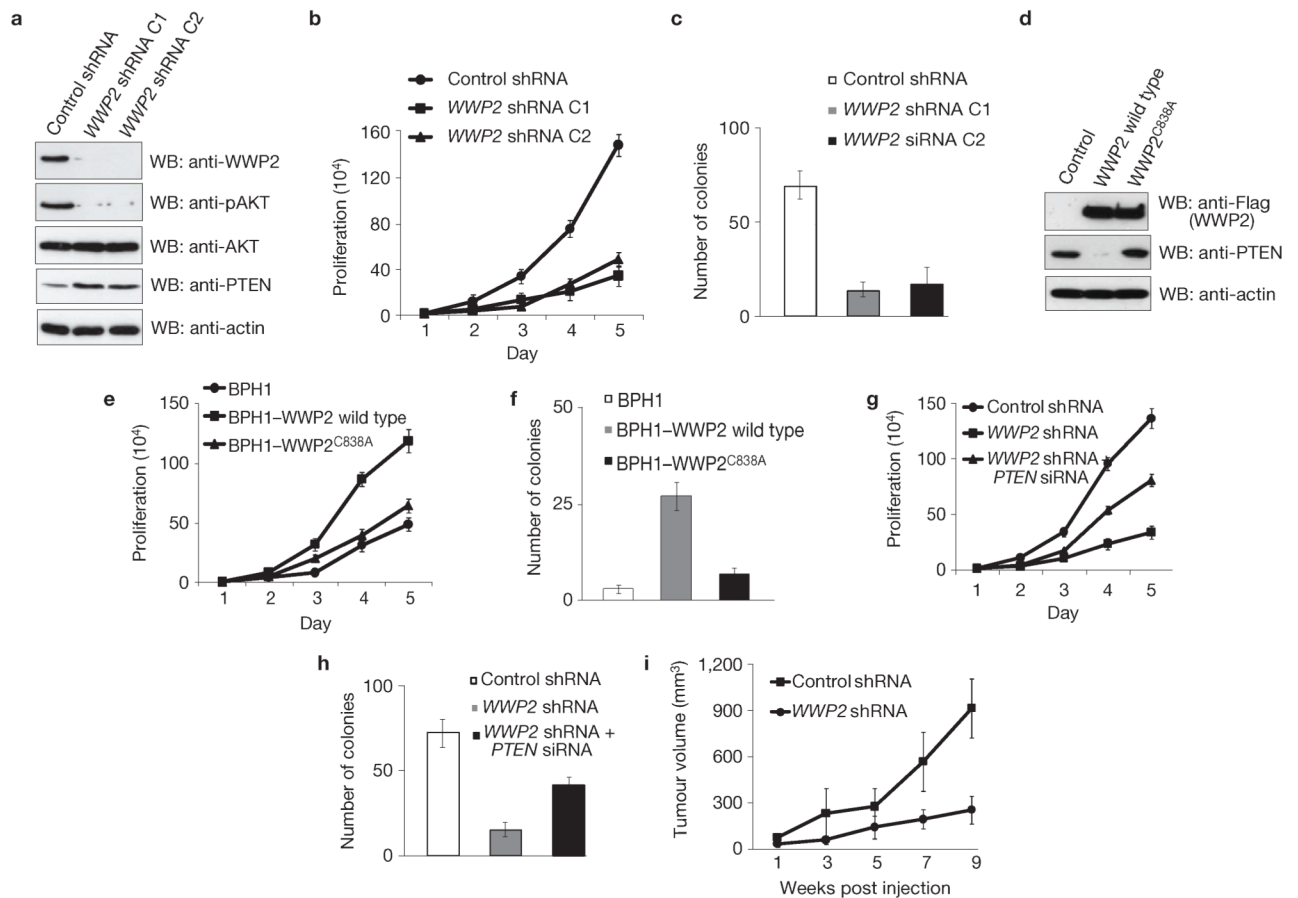 a
Control shRNA
WWP2 shRNA C1
WWP2 shRNA C2
WB: anti-WWP2
WB: anti-pAKT
WB: anti-AKT
WB: anti-PTEN
WB: anti-actin
b
Control shRNA
WWP2 shRNA C1
WWP2 shRNA C2
Proliferation (10⁴)
160
120
80
40
0
1 2 3 4 5
Day
c
Control shRNA
WWP2 shRNA C1
WWP2 siRNA C2
Number of colonies
100
50
0
d
Control
WWP2 wild type
WWP2ᶜ⁸³⁸ᴬ
WB: anti-Flag
(WWP2)
WB: anti-PTEN
WB: anti-actin
e
BPH1
BPH1–WWP2 wild type
BPH1–WWP2ᶜ⁸³⁸ᴬ
Proliferation (10⁴)
150
100
50
0
1 2 3 4 5
Day
f
BPH1
BPH1–WWP2 wild type
BPH1–WWP2ᶜ⁸³⁸ᴬ
Number of colonies
50
25
0
g
Control shRNA
WWP2 shRNA
WWP2 shRNA
PTEN siRNA
Proliferation (10⁴)
150
100
50
0
1 2 3 4 5
Day
h
Control shRNA
WWP2 shRNA
WWP2 shRNA +
PTEN siRNA
Number of colonies
100
50
0
i
Control shRNA
WWP2 shRNA
Tumour volume (mm³)
1,200
900
600
300
0
1 3 5 7 9
Weeks post injection